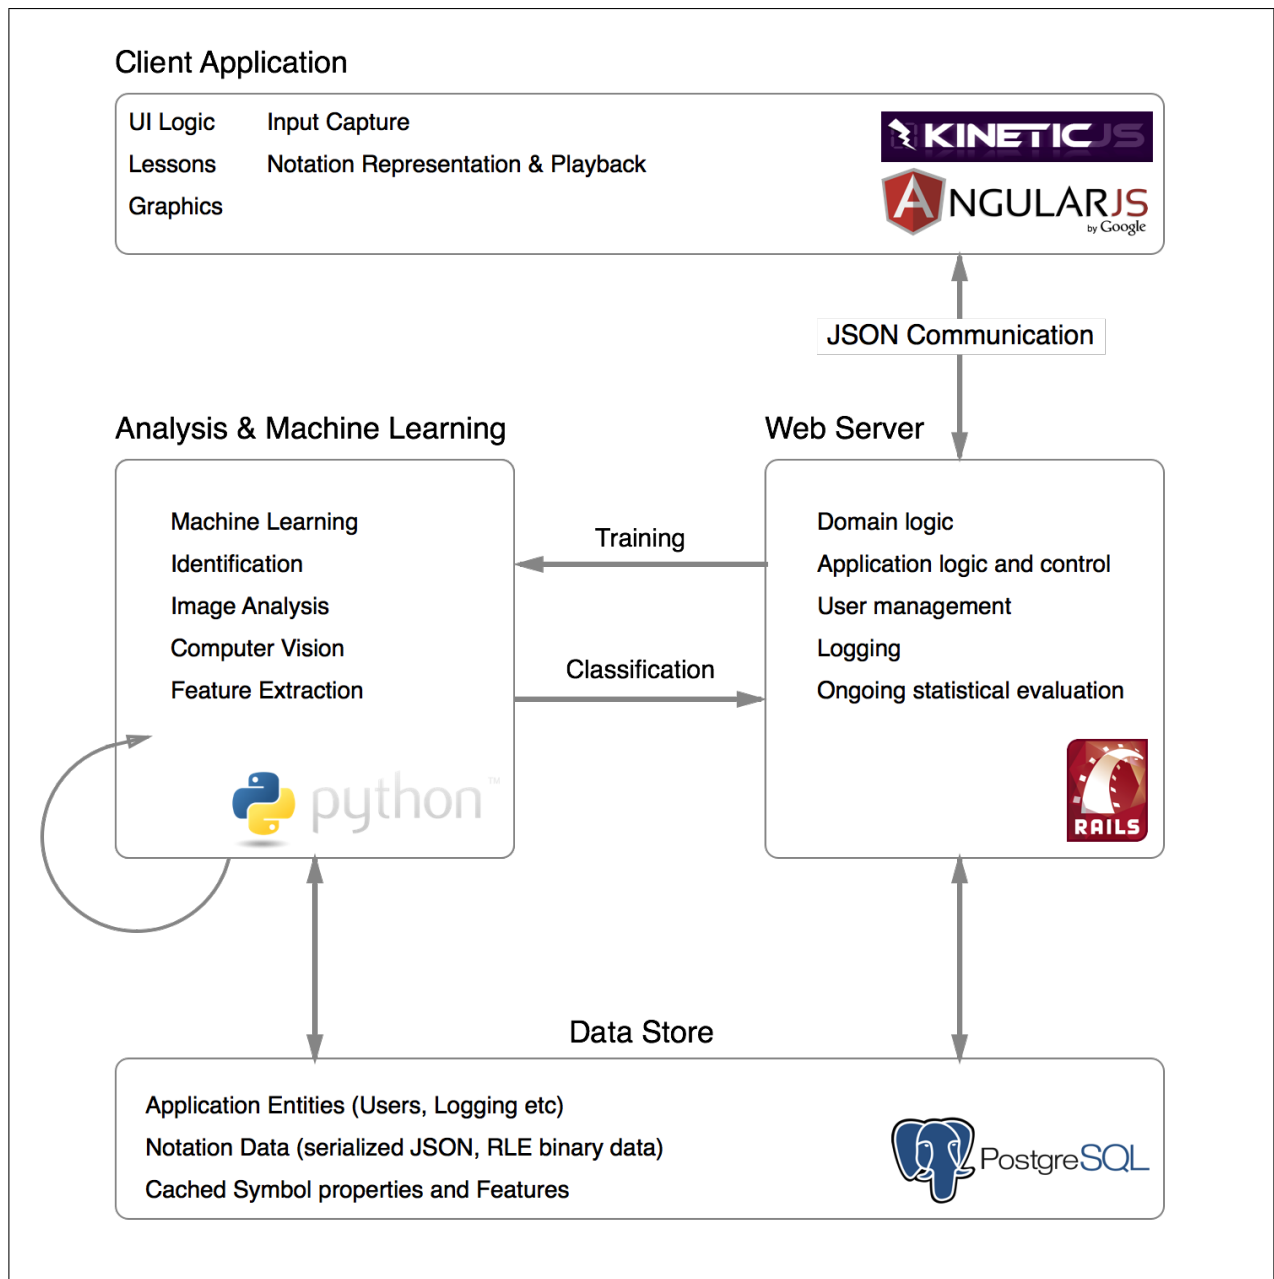 Client Application
UI Logic Input Capture
Lessons Notation Representation & Playback
Graphics
KINETICJS
ANGULARJS
by Google
JSON Communication
Analysis & Machine Learning
Web Server
Machine Learning
Identification
Image Analysis
Computer Vision
Feature Extraction
Training
Classification
Domain logic
Application logic and control
User management
Logging
Ongoing statistical evaluation
python
TM
RAILS
Data Store
Application Entities (Users, Logging etc)
Notation Data (serialized JSON, RLE binary data)
Cached Symbol properties and Features
PostgreSQL